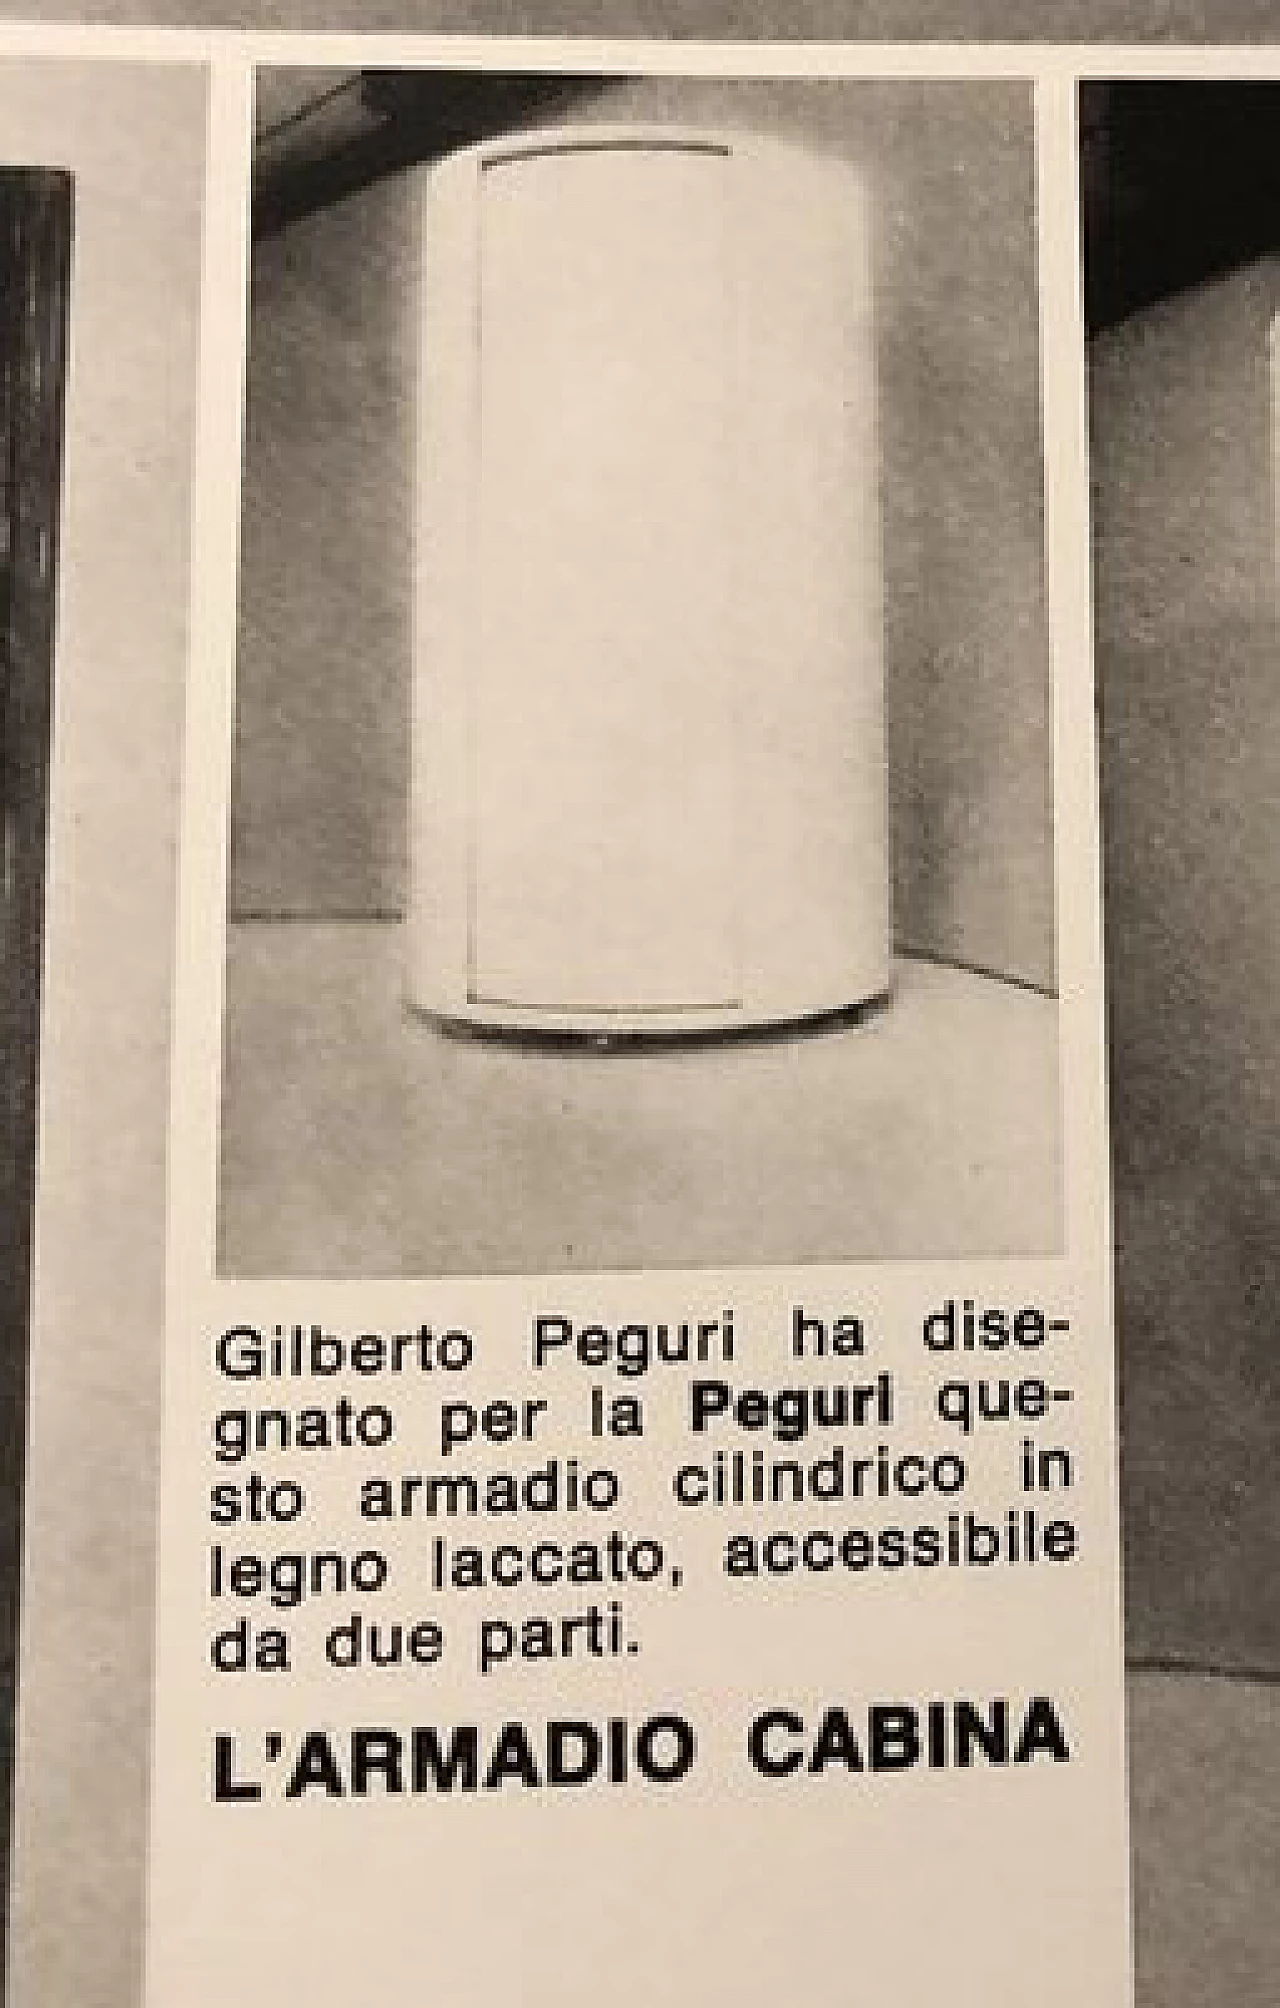 Gilberto Peguri ha dise-
gnato per la Peguri que-
sto armadio cilindrico in
legno laccato, accessibile
da due parti.
L'ARMADIO CABINA